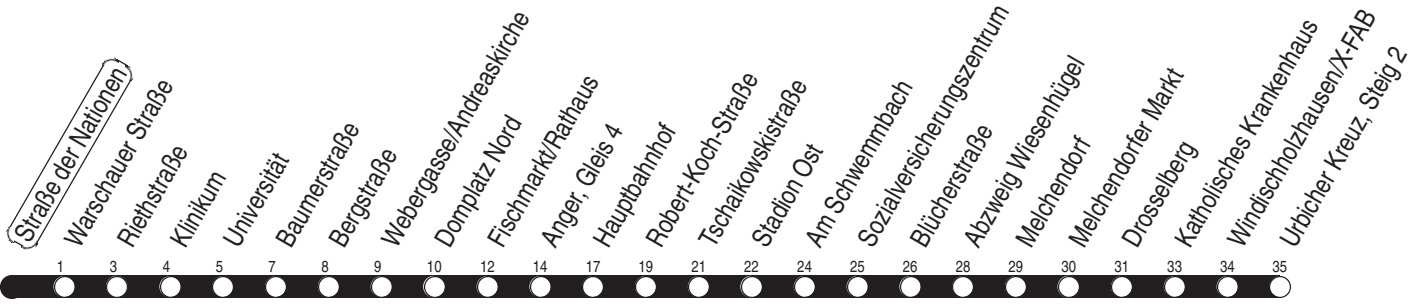 Straße der Nationen
Warschauer Straße
Riethstraße
Klinikum
Universität
Baumerstraße
Bergstraße
Webergasse/Andreaskirche
Domplatz Nord
Fischmarkt/Rathaus
Anger, Gleis 4
Hauptbahnhof
Robert-Koch-Straße
Tschaikowskistraße
Stadion Ost
Am Schwemmbach
Sozialversicherungszentrum
Blücherstraße
Abzweig Wiesenhügel
Melchendorf
Melchendorfer Markt
Drosselberg
Katholisches Krankenhaus
Windischholzhausen/X-FAB
Urbicher Kreuz, Steig 2
1 3 4 5 7 8 9 10 12 14 17 19 21 22 24 25 26 28 29 30 31 33 34 35